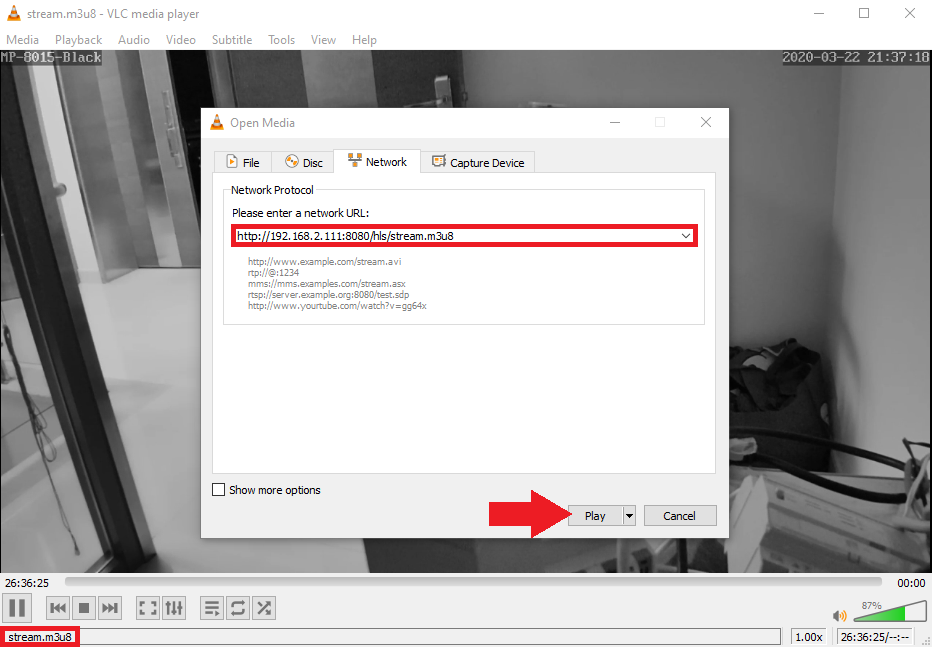 stream.m3u8 - VLC media player
Media Playback Audio Video Subtitle Tools View Help
MP-8015-Black 2020-03-22 21:37:18
Open Media
File Disc Network Capture Device
Network Protocol
Please enter a network URL:
http://192.168.2.111:8080/hls/stream.m3u8
http://www.example.com/stream.avi
rtp://@:1234
mms://mms.examples.com/stream.asx
rtsp://server.example.org:8080/test.sdp
http://www.yourtube.com/watch?v=gg64x
Show more options
Play Cancel
26:36:25 00:00
87%
stream.m3u8 1.00x 26:36:25/--:--